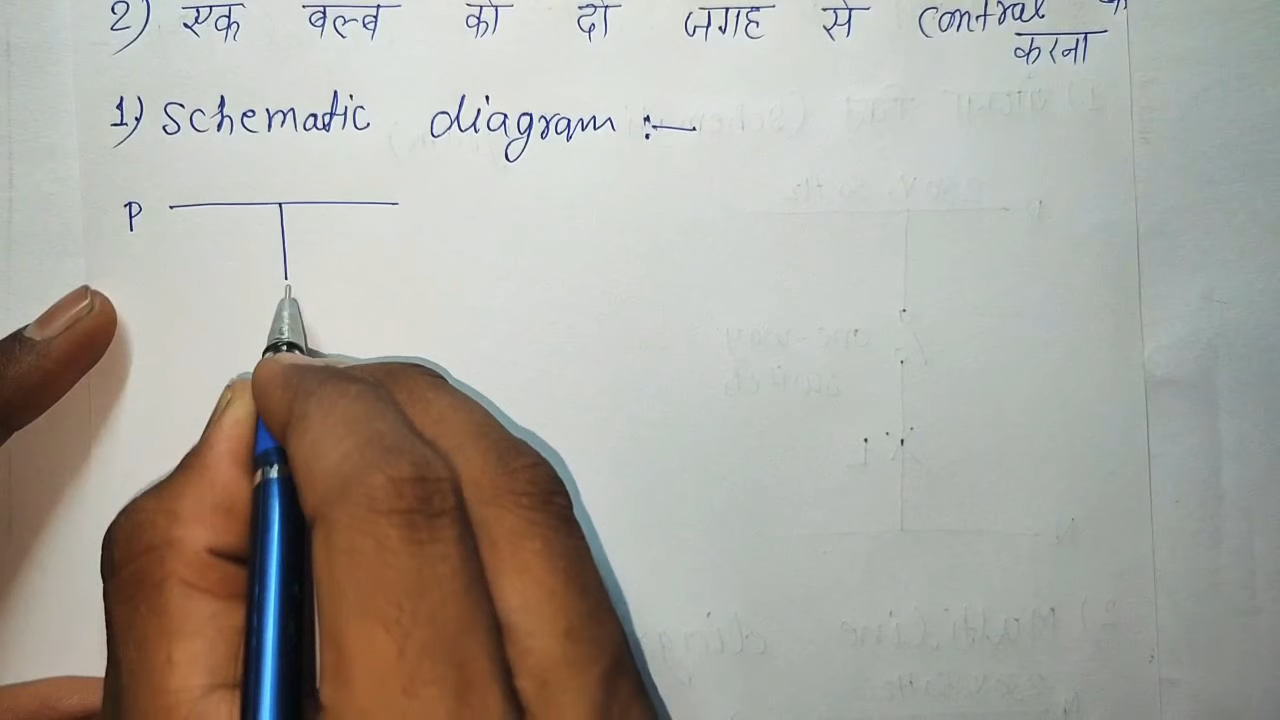 2) एक बल्ब को दो जगह से control
करना
1) Schematic diagram :—
P